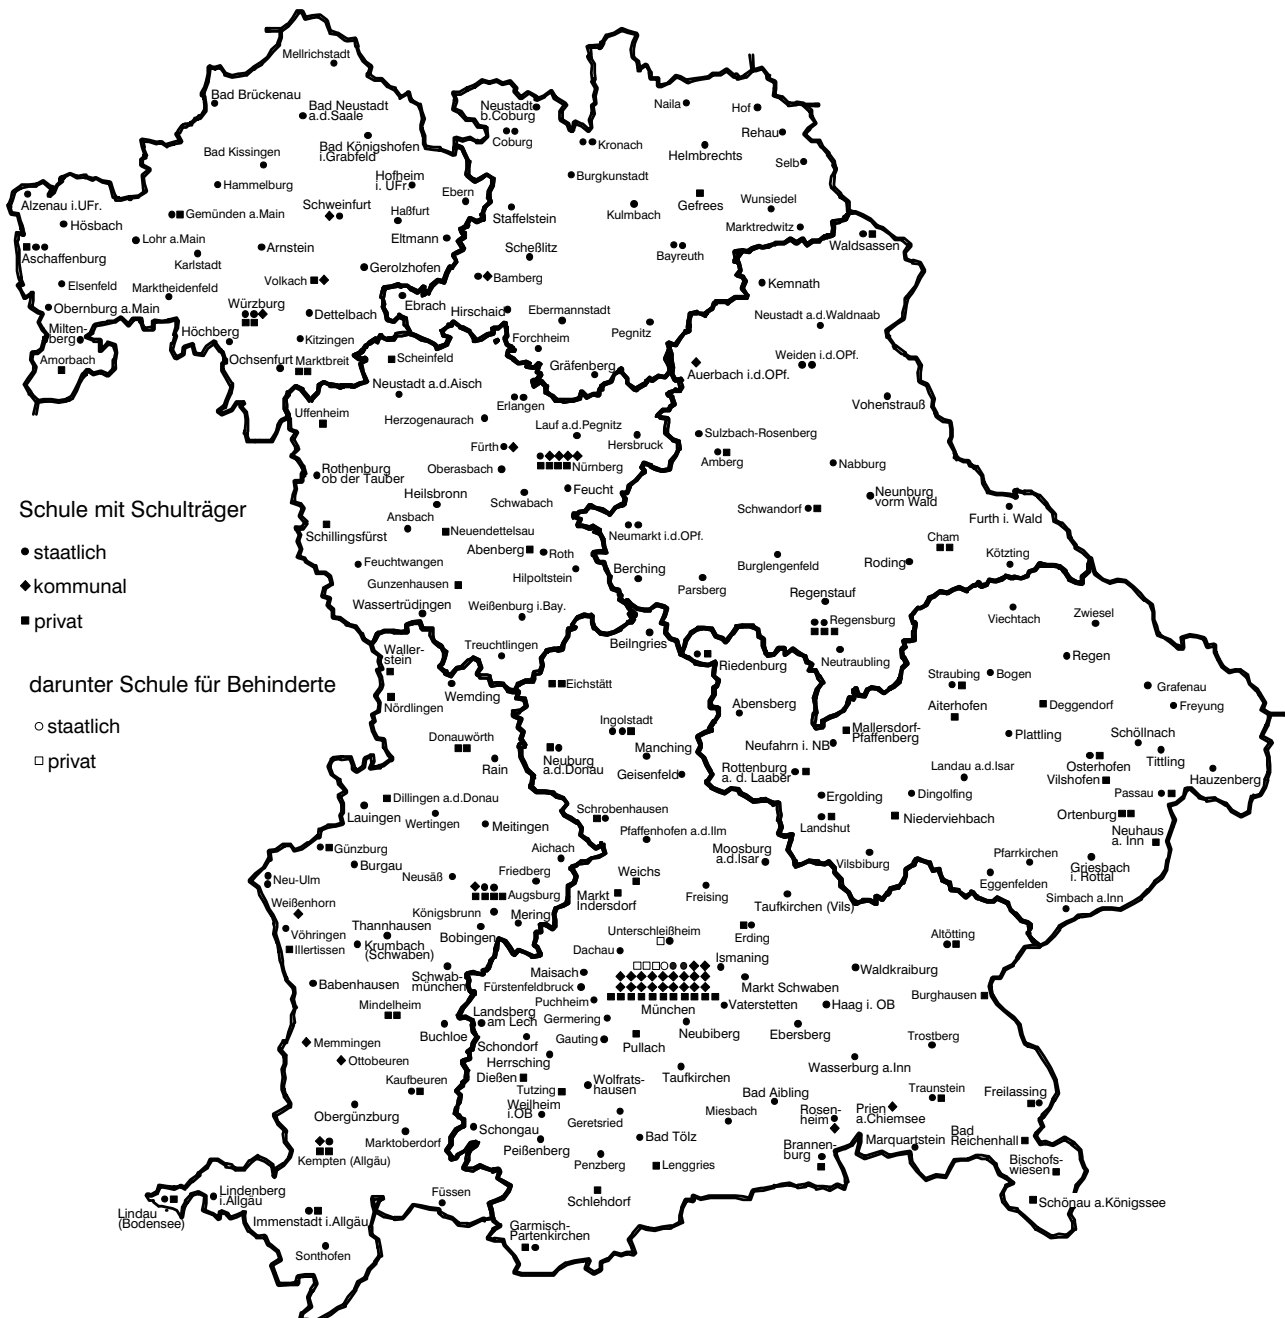 Mellrichstadt
Bad Brückenau
Bad Neustadt
a.d.Saale
Bad Königshofen
i.Grabfeld
Bad Kissingen
Hammelburg
Hofheim
i. UFr.
Ebern
Alzenau i.UFr.
Hösbach
Gemünden a.Main
Schweinfurt
Haßfurt
Lohr a.Main
Arnstein
Eltmann
Aschaffenburg
Karlstadt
Gerolzhofen
Elsenfeld
Marktheidenfeld
Volkach
Obernburg a.Main
Würzburg
Dettelbach
Ebrach
Milten-
berg
Höchberg
Kitzingen
Amorbach
Ochsenfurt
Marktbreit
Neustadt
b.Coburg
Coburg
Naila
Hof
Kronach
Rehau
Helmbrechts
Selb
Burgkunstadt
Gefrees
Wunsiedel
Staffelstein
Kulmbach
Marktredwitz
Scheßlitz
Bayreuth
Waldsassen
Bamberg
Hirschaid
Ebermannstadt
Pegnitz
Forchheim
Gräfenberg
Kemnath
Neustadt a.d.Waldnaab
Auerbach i.d.OPf.
Weiden i.d.OPf.
Vohenstrauß
Sulzbach-Rosenberg
Amberg
Nabburg
Neunburg
vorm Wald
Schwandorf
Furth i. Wald
Cham
Kötzting
Neumarkt i.d.OPf.
Berching
Burglengenfeld
Roding
Parsberg
Regenstauf
Regensburg
Neutraubling
Scheinfeld
Neustadt a.d.Aisch
Uffenheim
Erlangen
Herzogenaurach
Lauf a.d.Pegnitz
Fürth
Hersbruck
Rothenburg
ob der Tauber
Oberasbach
Nürnberg
Heilsbronn
Schwabach
Feucht
Ansbach
Schillingsfürst
Neuendettelsau
Abenberg
Roth
Feuchtwangen
Gunzenhausen
Hilpoltstein
Wassertrüdingen
Weißenburg i.Bay.
Treuchtlingen
Schule mit Schulträger
staatlich
kommunal
privat
darunter Schule für Behinderte
staatlich
privat
Viechtach
Zwiesel
Regen
Riedenburg
Straubing
Bogen
Grafenau
Abensberg
Aiterhofen
Deggendorf
Freyung
Mallersdorf-
Pfaffenberg
Plattling
Schöllnach
Neufahrn i. NB
Tittling
Osterhofen
Rottenburg
a. d. Laaber
Landau a.d.Isar
Vilshofen
Hauzenberg
Ergolding
Dingolfing
Passau
Landshut
Niederviehbach
Ortenburg
Neuhaus
a. Inn
Vilsbiburg
Pfarrkirchen
Griesbach
i. Rottal
Eggenfelden
Simbach a.Inn
Waller-
stein
Wemding
Nördlingen
Donauwörth
Rain
Dillingen a.d.Donau
Lauingen
Wertingen
Meitingen
Günzburg
Burgau
Aichach
Neu-Ulm
Neusäß
Friedberg
Augsburg
Weißenhorn
Königsbrunn
Mering
Vöhringen
Thannhausen
Bobingen
Illertissen
Krumbach
(Schwaben)
Schwab-
münchen
Babenhausen
Mindelheim
Buchloe
Memmingen
Ottobeuren
Kaufbeuren
Obergünzburg
Marktoberdorf
Kempten (Allgäu)
Lindenberg
i.Allgäu
Füssen
Lindau
(Bodensee)
Immenstadt i.Allgäu
Sonthofen
Beilngries
Eichstätt
Ingolstadt
Neuburg
a.d.Donau
Manching
Geisenfeld
Schrobenhausen
Pfaffenhofen a.d.Ilm
Moosburg
a.d.Isar
Weichs
Markt
Indersdorf
Freising
Taufkirchen (Vils)
Unterschleißheim
Erding
Altötting
Dachau
Ismaning
Maisach
Waldkraiburg
Fürstenfeldbruck
Markt Schwaben
Burghausen
Puchheim
München
Vaterstetten
Haag i. OB
Landsberg
am Lech
Germering
Neubiberg
Ebersberg
Schondorf
Gauting
Pullach
Trostberg
Herrsching
Wasserburg a.Inn
Dießen
Wolfrats-
hausen
Taufkirchen
Tutzing
Bad Aibling
Traunstein
Freilassing
Weilheim
i.OB
Geretsried
Miesbach
Rosen-
heim
Prien
a.Chiemsee
Schongau
Bad Tölz
Bad
Reichenhall
Peißenberg
Brannen-
burg
Marquartstein
Penzberg
Lenggries
Bischofs-
wiesen
Schlehdorf
Schönau a.Königssee
Garmisch-
Partenkirchen